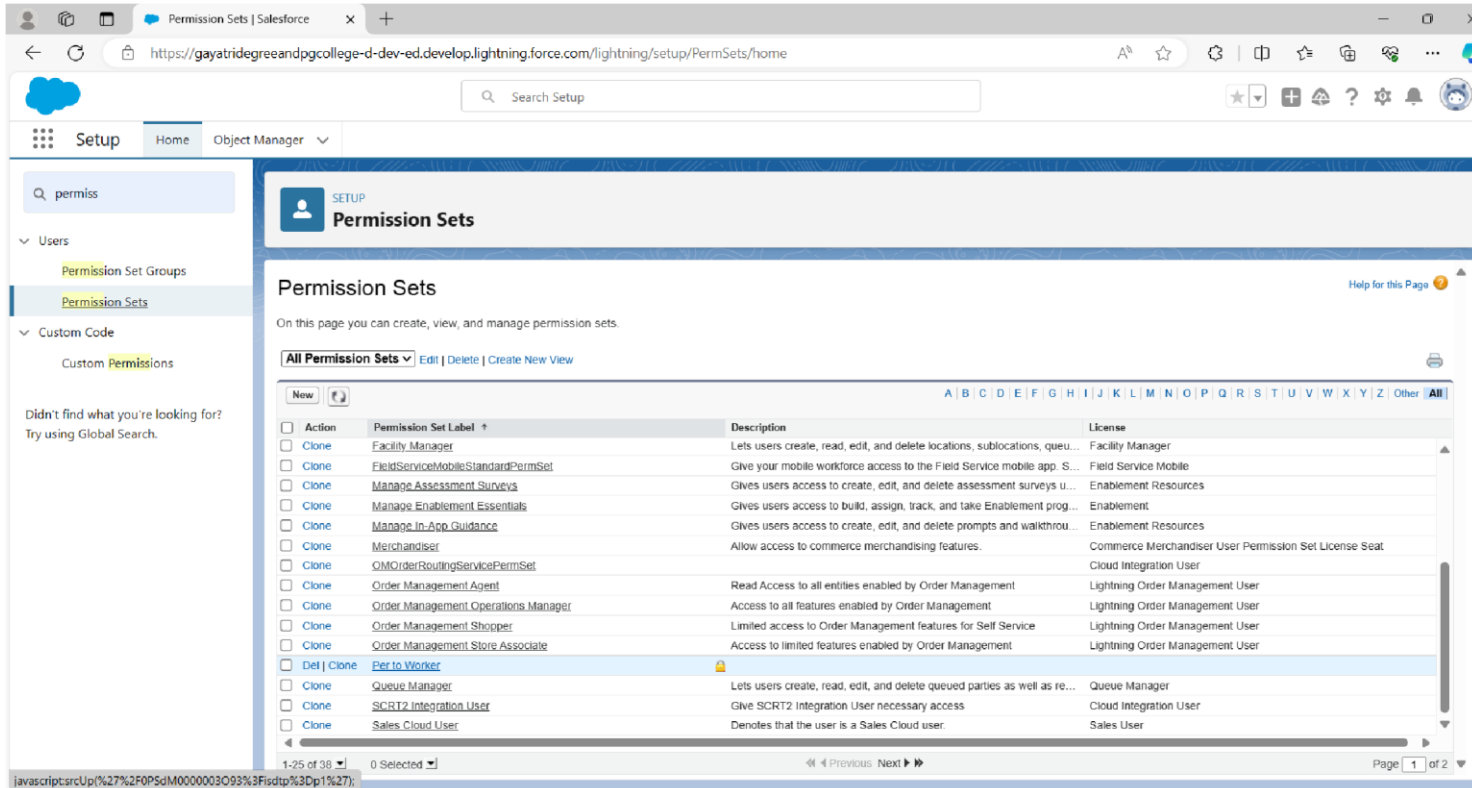 Permission Sets | Salesforce
https://gayatridegreeandpgcollege-d-dev-ed.develop.lightning.force.com/lightning/setup/PermSets/home
Search Setup
Setup Home Object Manager
permiss
Users
Permission Set Groups
Permission Sets
Custom Code
Custom Permissions
Didn't find what you're looking for?
Try using Global Search.
SETUP
Permission Sets
Permission Sets
Help for this Page
On this page you can create, view, and manage permission sets.
All Permission Sets Edit | Delete | Create New View
New A | B | C | D | E | F | G | H | I | J | K | L | M | N | O | P | Q | R | S | T | U | V | W | X | Y | Z | Other All
Action Permission Set Label Description License
Clone Facility Manager Lets users create, read, edit, and delete locations, sublocations, queu... Facility Manager
Clone FieldServiceMobileStandardPermSet Give your mobile workforce access to the Field Service mobile app. S... Field Service Mobile
Clone Manage Assessment Surveys Gives users access to create, edit, and delete assessment surveys u... Enablement Resources
Clone Manage Enablement Essentials Gives users access to build, assign, track, and take Enablement prog... Enablement
Clone Manage In-App Guidance Gives users access to create, edit, and delete prompts and walkthrou... Enablement Resources
Clone Merchandiser Allow access to commerce merchandising features. Commerce Merchandiser User Permission Set License Seat
Clone OMOrderRoutingServicePermSet Cloud Integration User
Clone Order Management Agent Read Access to all entities enabled by Order Management Lightning Order Management User
Clone Order Management Operations Manager Access to all features enabled by Order Management Lightning Order Management User
Clone Order Management Shopper Limited access to Order Management features for Self Service Lightning Order Management User
Clone Order Management Store Associate Access to limited features enabled by Order Management Lightning Order Management User
Del | Clone Per to Worker
Clone Queue Manager Lets users create, read, edit, and delete queued parties as well as re... Queue Manager
Clone SCRT2 Integration User Give SCRT2 Integration User necessary access Cloud Integration User
Clone Sales Cloud User Denotes that the user is a Sales Cloud user. Sales User
1-25 of 38 0 Selected Previous Next Page 1 of 2
javascript:srcUp(%27%2F0PSdM0000003O93%3Fisdtp%3Dp1%27);